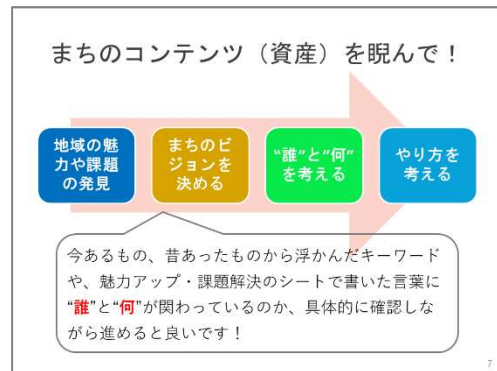 まちのコンテンツ（資産）を睨んで！
地域の魅
力や課題
の発見
まちのビ
ジョンを
決める
“誰”と“何”
を考える
やり方を
考える
今あるもの、昔あったものから浮かんだキーワード
や、魅力アップ・課題解決のシートで書いた言葉に
“誰”と“何”が関わっているのか、具体的に確認しな
がら進めると良いです！
7